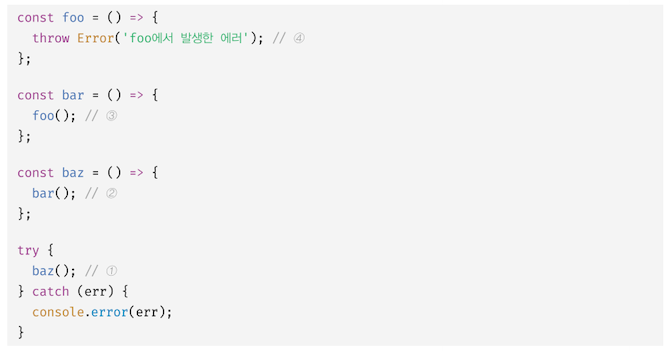 const foo = () => {
  throw Error('foo에서 발생한 에러'); // ④
};
const bar = () => {
  foo(); // ③
};
const baz = () => {
  bar(); // ②
};
try {
  baz(); // ①
} catch (err) {
  console.error(err);
}